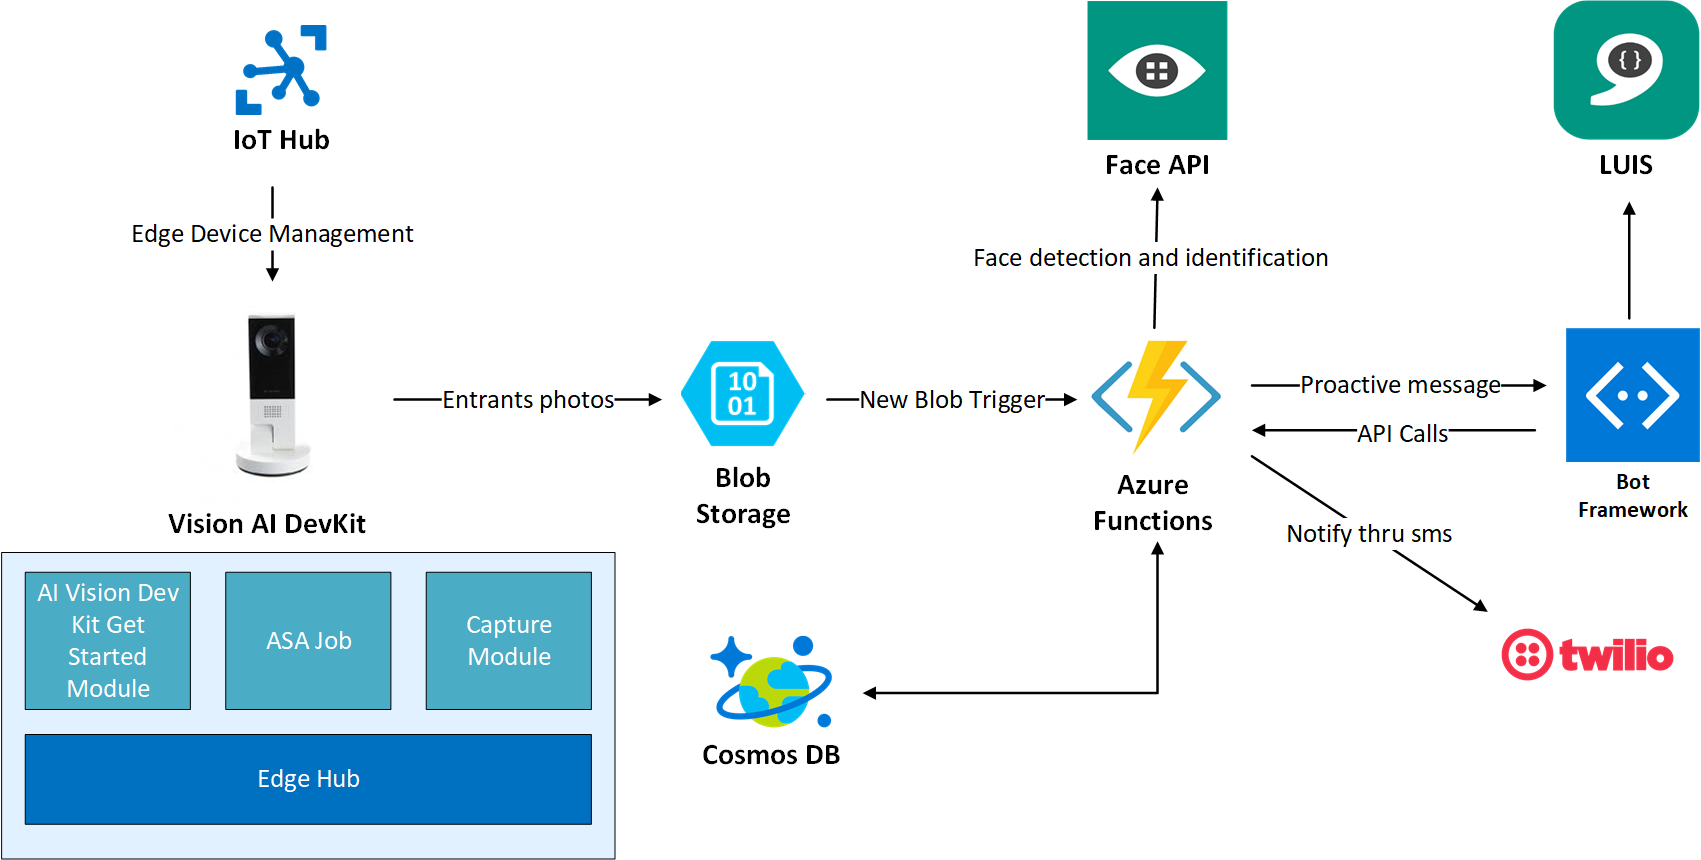 IoT Hub
Edge Device Management
Vision AI DevKit
AI Vision Dev
Kit Get
Started
Module
ASA Job
Capture
Module
Edge Hub
Entrants photos
10
01
Blob
Storage
New Blob Trigger
Face API
Face detection and identification
Azure
Functions
Cosmos DB
Proactive message
API Calls
Notify thru sms
{ }
LUIS
Bot
Framework
twilio